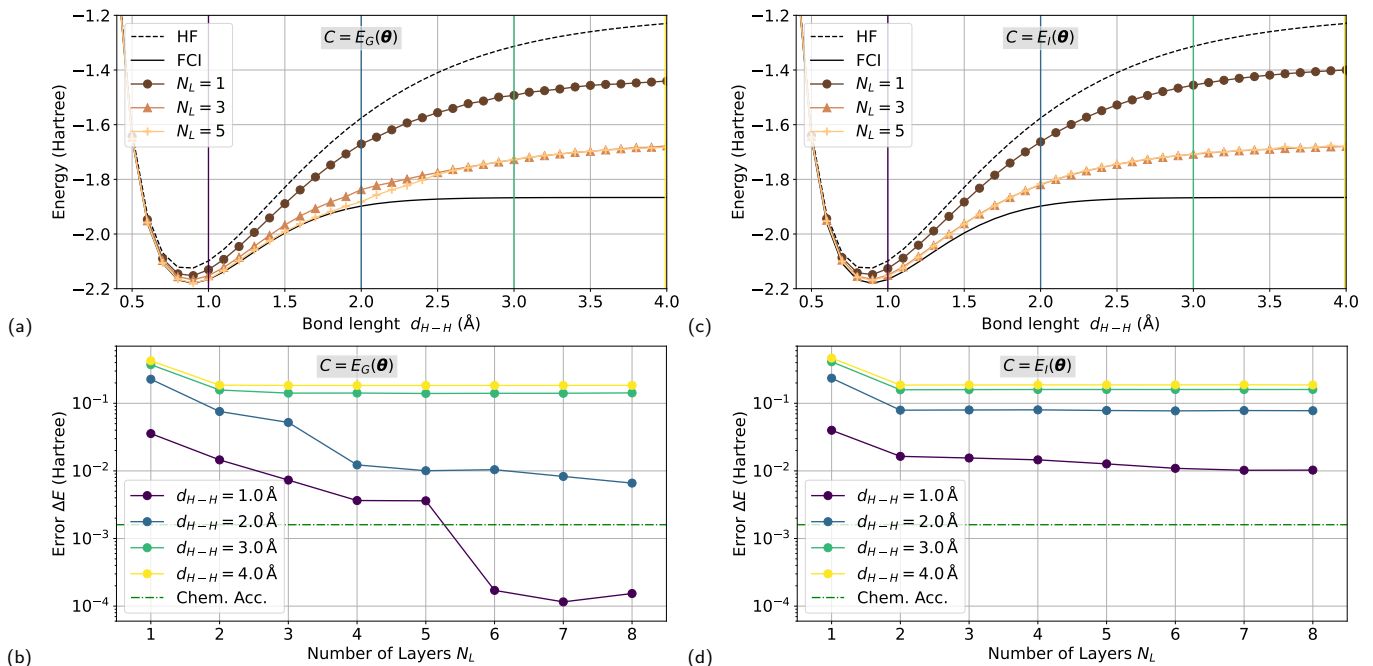 C = E_G(θ)
HF
FCI
N_L = 1
N_L = 3
N_L = 5
−1.2
−1.4
−1.6
−1.8
−2.0
−2.2
Energy (Hartree)
0.5 1.0 1.5 2.0 2.5 3.0 3.5 4.0
Bond lenght d_{H−H} (Å)
(a)
C = E_I(θ)
HF
FCI
N_L = 1
N_L = 3
N_L = 5
−1.2
−1.4
−1.6
−1.8
−2.0
−2.2
Energy (Hartree)
0.5 1.0 1.5 2.0 2.5 3.0 3.5 4.0
Bond lenght d_{H−H} (Å)
(c)
C = E_G(θ)
10^{−1}
10^{−2}
10^{−3}
10^{−4}
Error ΔE (Hartree)
d_{H−H} = 1.0 Å
d_{H−H} = 2.0 Å
d_{H−H} = 3.0 Å
d_{H−H} = 4.0 Å
Chem. Acc.
1 2 3 4 5 6 7 8
Number of Layers N_L
(b)
C = E_I(θ)
10^{−1}
10^{−2}
10^{−3}
10^{−4}
Error ΔE (Hartree)
d_{H−H} = 1.0 Å
d_{H−H} = 2.0 Å
d_{H−H} = 3.0 Å
d_{H−H} = 4.0 Å
Chem. Acc.
1 2 3 4 5 6 7 8
Number of Layers N_L
(d)